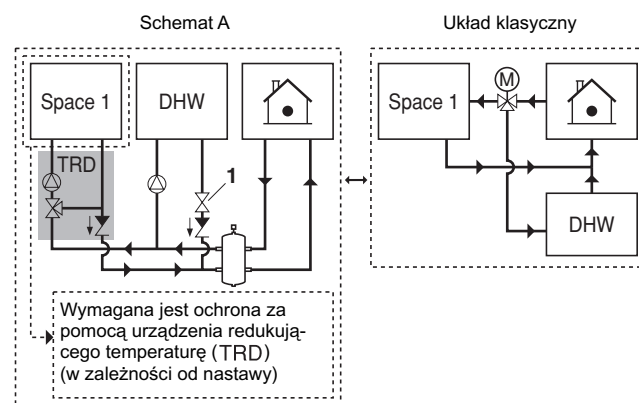 Schemat A
Układ klasyczny
Space 1
DHW
TRD
1
M
Space 1
DHW
Wymagana jest ochrona za
pomocą urządzenia redukują-
cego temperaturę (TRD)
(w zależności od nastawy)